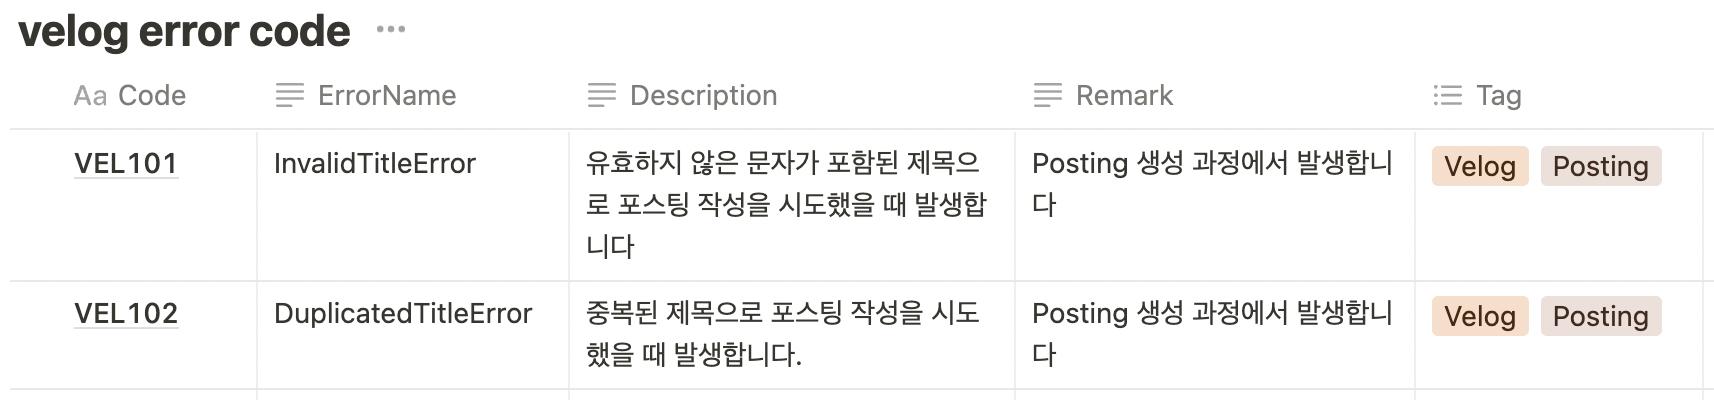 velog error code
Aa Code
ErrorName
Description
Remark
Tag
VEL101
InvalidTitleError
유효하지 않은 문자가 포함된 제목으
로 포스팅 작성을 시도했을 때 발생합
니다
Posting 생성 과정에서 발생합니
다
Velog
Posting
VEL102
DuplicatedTitleError
중복된 제목으로 포스팅 작성을 시도
했을 때 발생합니다.
Posting 생성 과정에서 발생합니
다
Velog
Posting